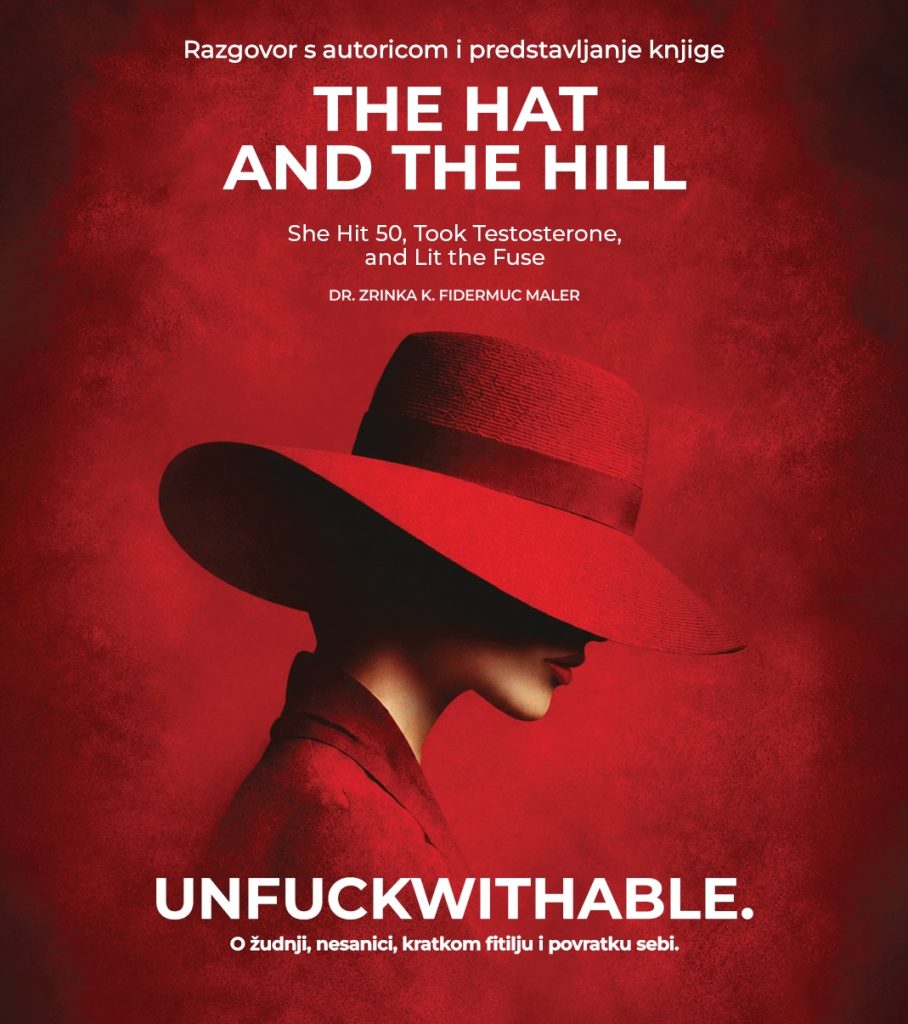 Razgovor s autoricom i predstavljanje knjige
THE HAT
AND THE HILL
She Hit 50, Took Testosterone,
and Lit the Fuse
DR. ZRINKA K. FIDERMUC MALER
UNFUCKWITHABLE.
O žudnji, nesanici, kratkom fitilju i povratku sebi.